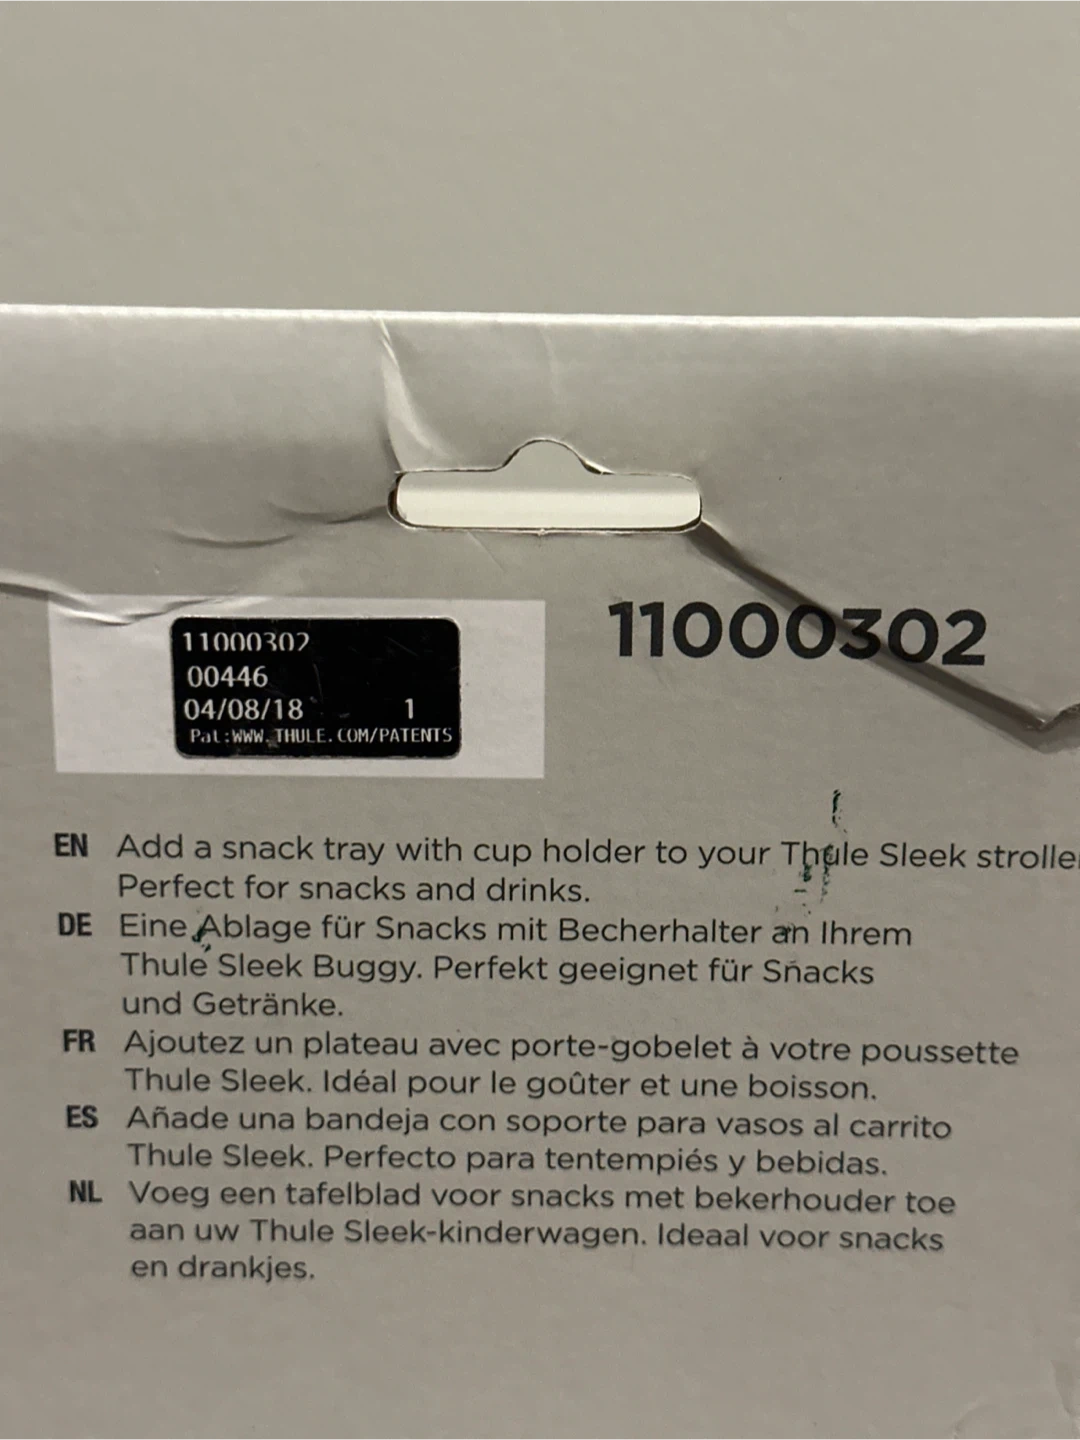 11000302
00446
04/08/18 1
Pat:WWW.THULE.COM/PATENTS
11000302
EN Add a snack tray with cup holder to your Thule Sleek
Perfect for snacks and drinks.
DE Eine Ablage für Snacks mit Becherhalter an Ihrem
Thule Sleek Buggy. Perfekt geeignet für Snacks
und Getränke.
FR Ajoutez un plateau avec porte-gobelet à votre poussette
Thule Sleek. Idéal pour le goûter et une boisson.
ES Añade una bandeja con soporte para vasos al carrito
Thule Sleek. Perfecto para tentempiés y bebidas.
NL Voeg een tafelblad voor snacks met bekerhouder toe
aan uw Thule Sleek-kinderwagen. Ideaal voor snacks
en drankjes.